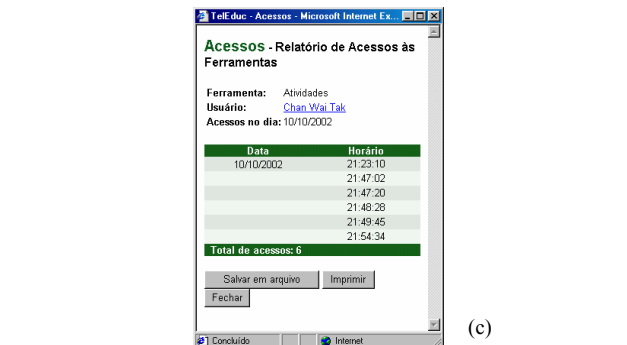 TelEduc - Acessos - Microsoft Internet Ex...
Acessos - Relatório de Acessos às
Ferramentas
Ferramenta: Atividades
Usuário: Chan Wai Tak
Acessos no dia: 10/10/2002
Data Horário
10/10/2002 21:23:10
21:47:02
21:47:20
21:48:28
21:49:45
21:54:34
Total de acessos: 6
Salvar em arquivo Imprimir
Fechar
Concluído Internet
(c)